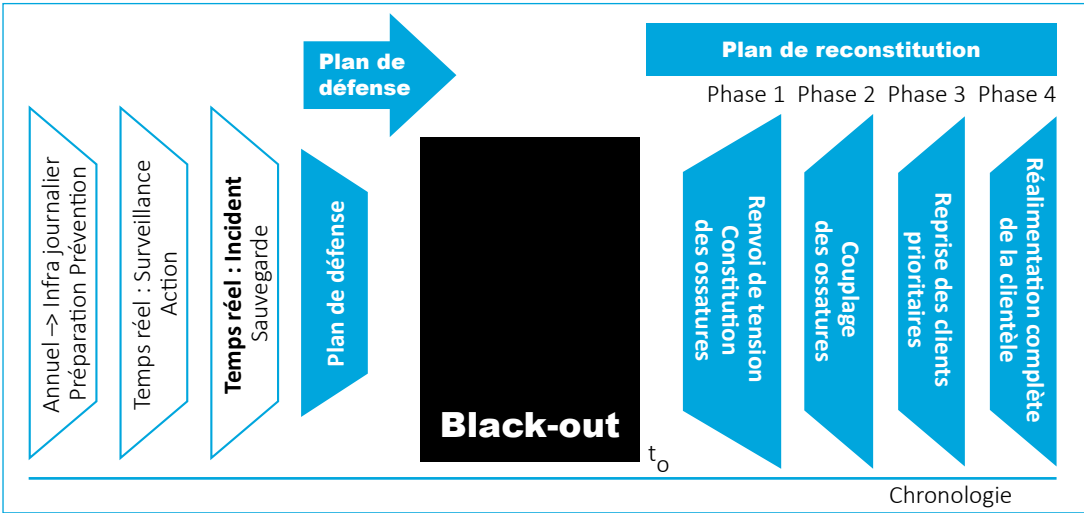 Plan de
défense
Plan de reconstitution
Phase 1
Phase 2
Phase 3
Phase 4
Annuel –> Infra journalier
Préparation Prévention
Temps réel : Surveillance
Action
Temps réel : Incident
Sauvegarde
Plan de défense
Black-out
Renvoi de tension
Constitution
des ossatures
Couplage
des ossatures
Reprise des clients
prioritaires
Réalimentation complète
de la clientèle
to
Chronologie